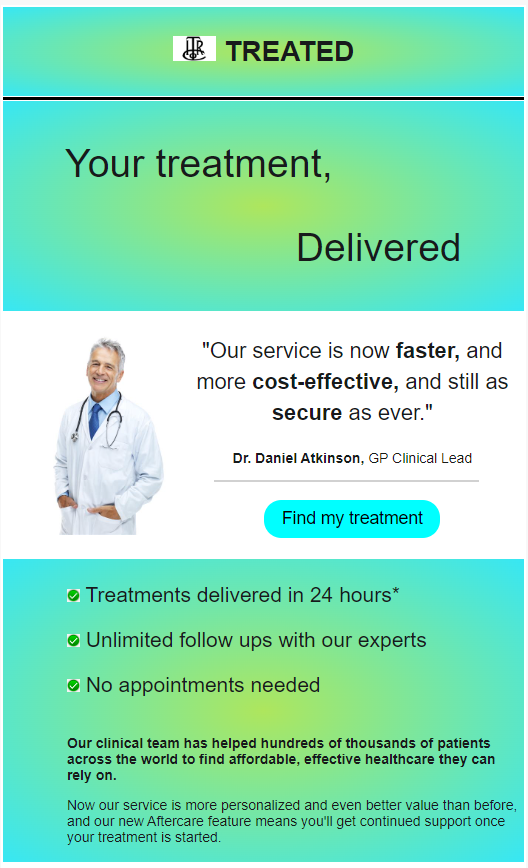 TREATED
Your treatment,
Delivered
"Our service is now faster, and
more cost-effective, and still as
secure as ever."
Dr. Daniel Atkinson, GP Clinical Lead
Find my treatment
Treatments delivered in 24 hours*
Unlimited follow ups with our experts
No appointments needed
Our clinical team has helped hundreds of thousands of patients
across the world to find affordable, effective healthcare they can
rely on.
Now our service is more personalized and even better value than before,
and our new Aftercare feature means you'll get continued support once
your treatment is started.